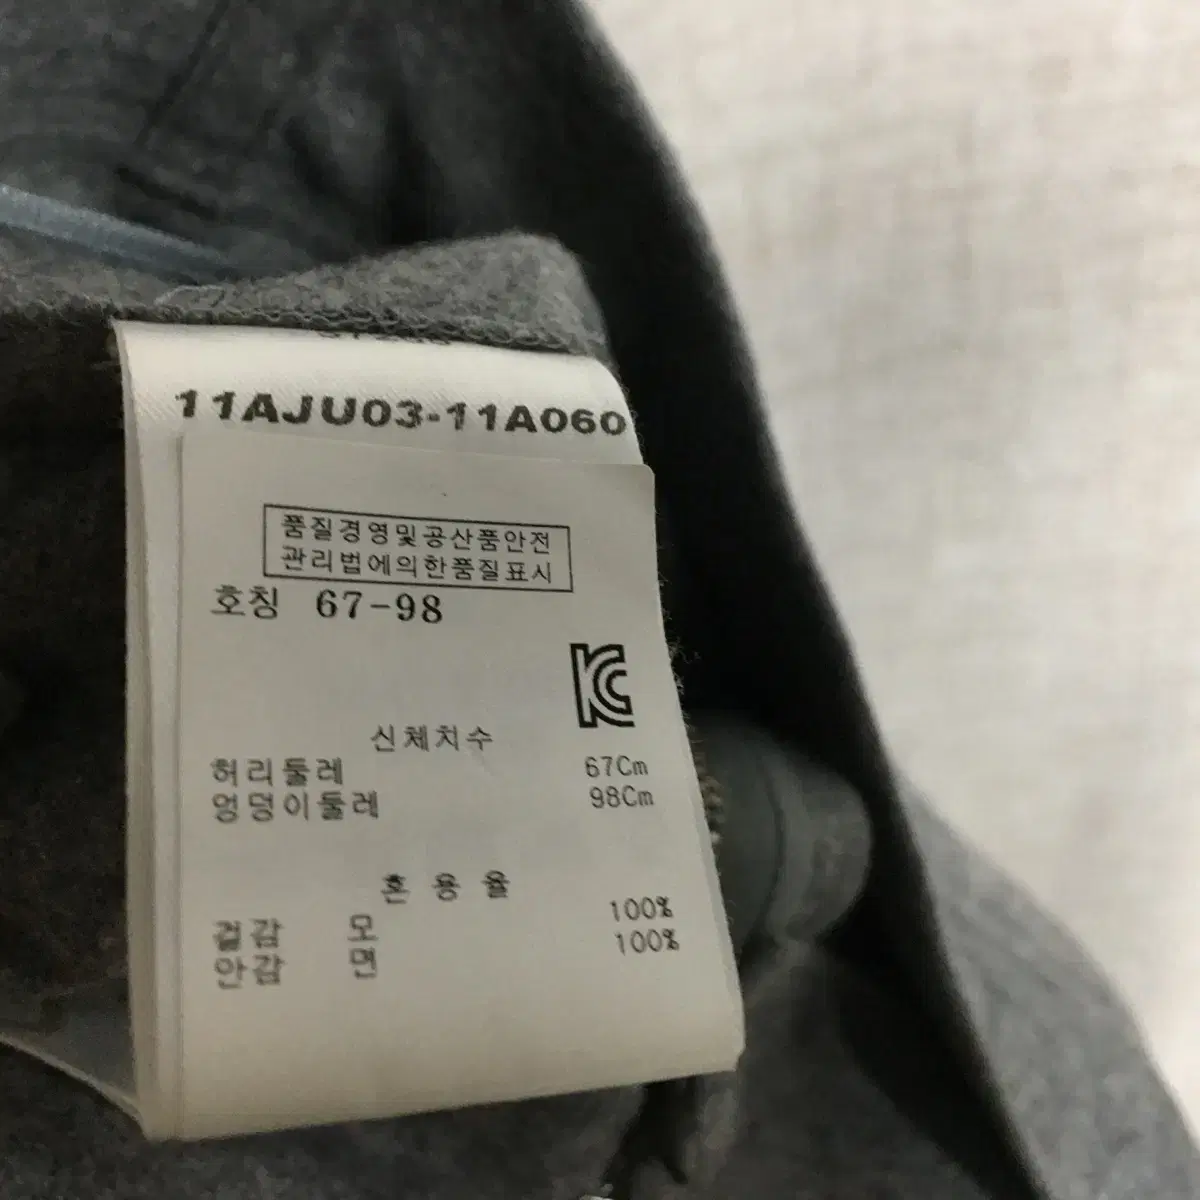 11AJU03-11A060
품질경영및공산품안전
관리법에의한품질표시
호칭 67-98
KC
신체치수
허리둘레 67Cm
엉덩이둘레 98Cm
혼 용 율
겉감 모 100%
안감 면 100%